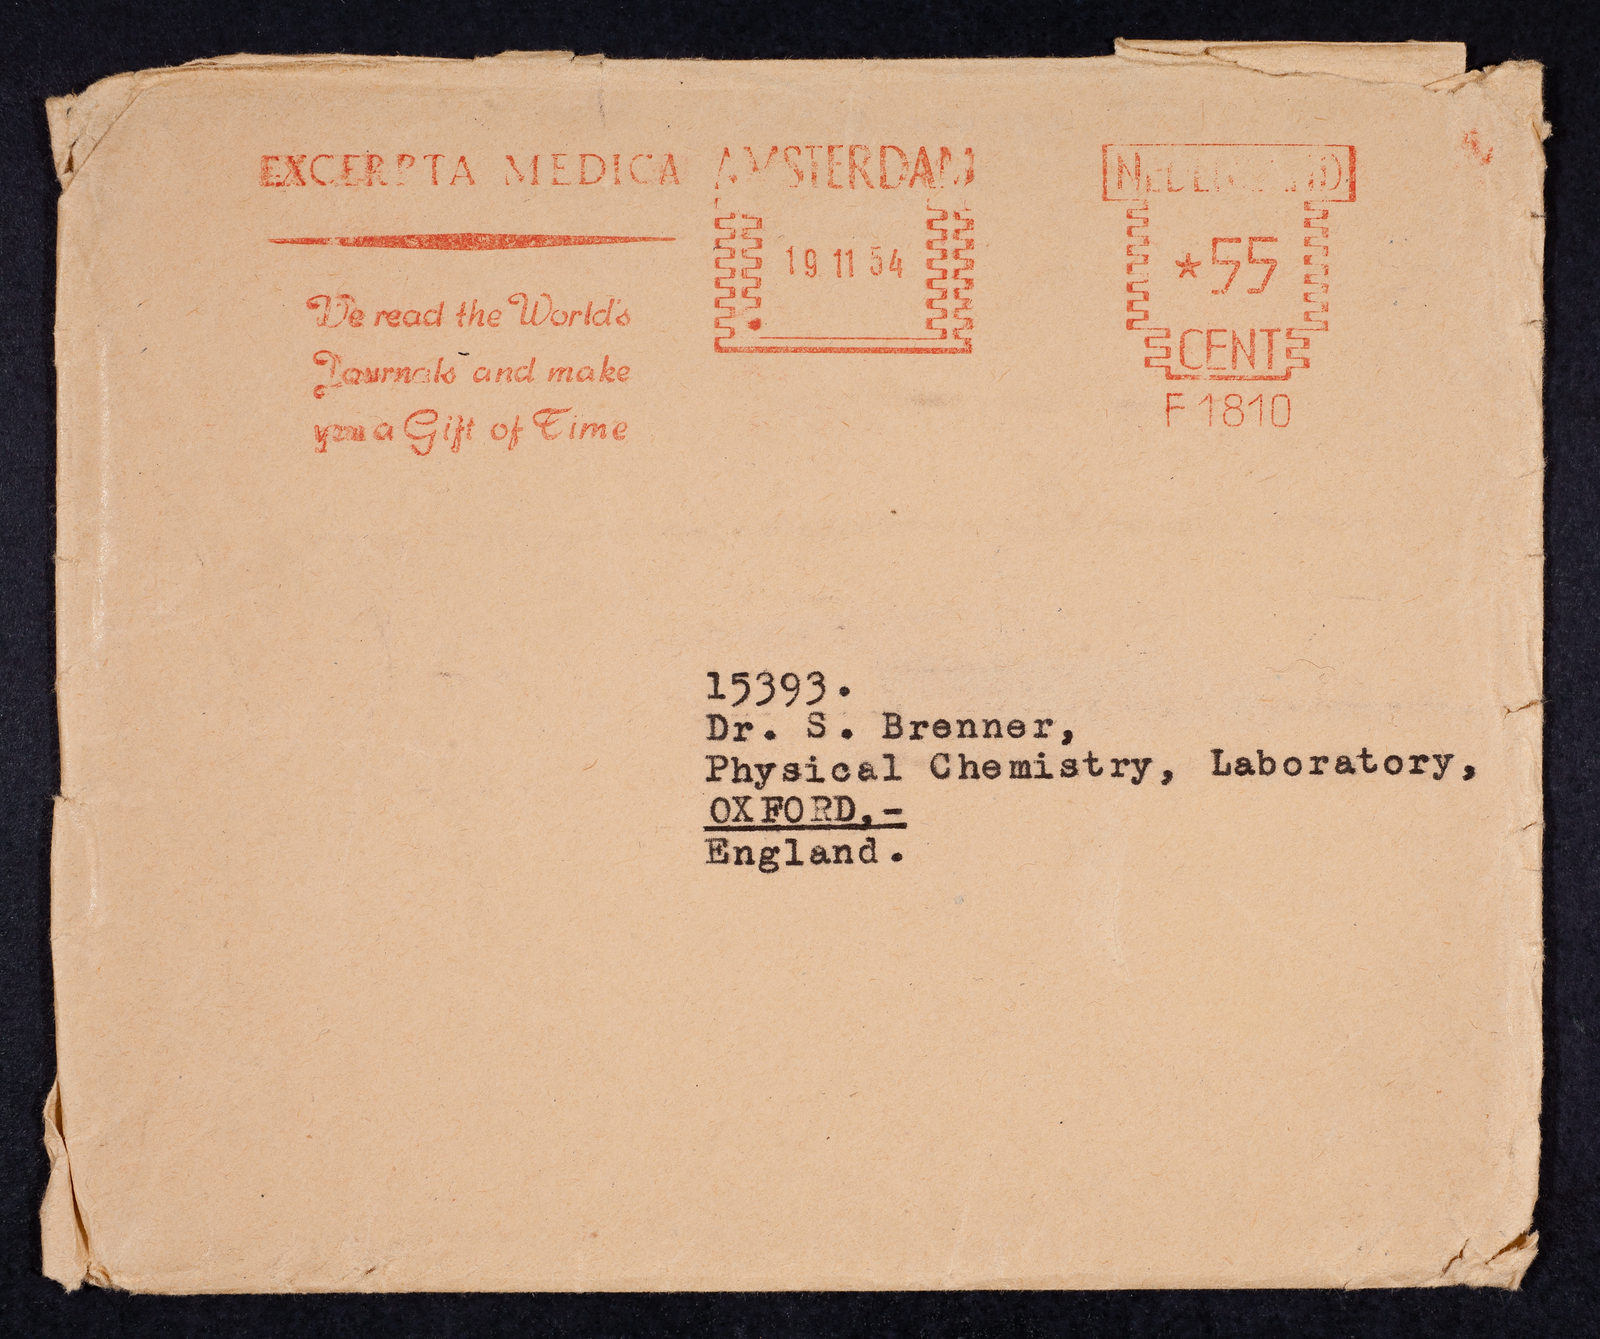 EXCERPTA MEDICA
We read the World's
Journals and make
you a Gift of Time
AMSTERDAM
19 11 54
NEDERLAND
*55
CENT
F 1810
15393.
Dr. S. Brenner,
Physical Chemistry, Laboratory,
OXFORD,-
England.